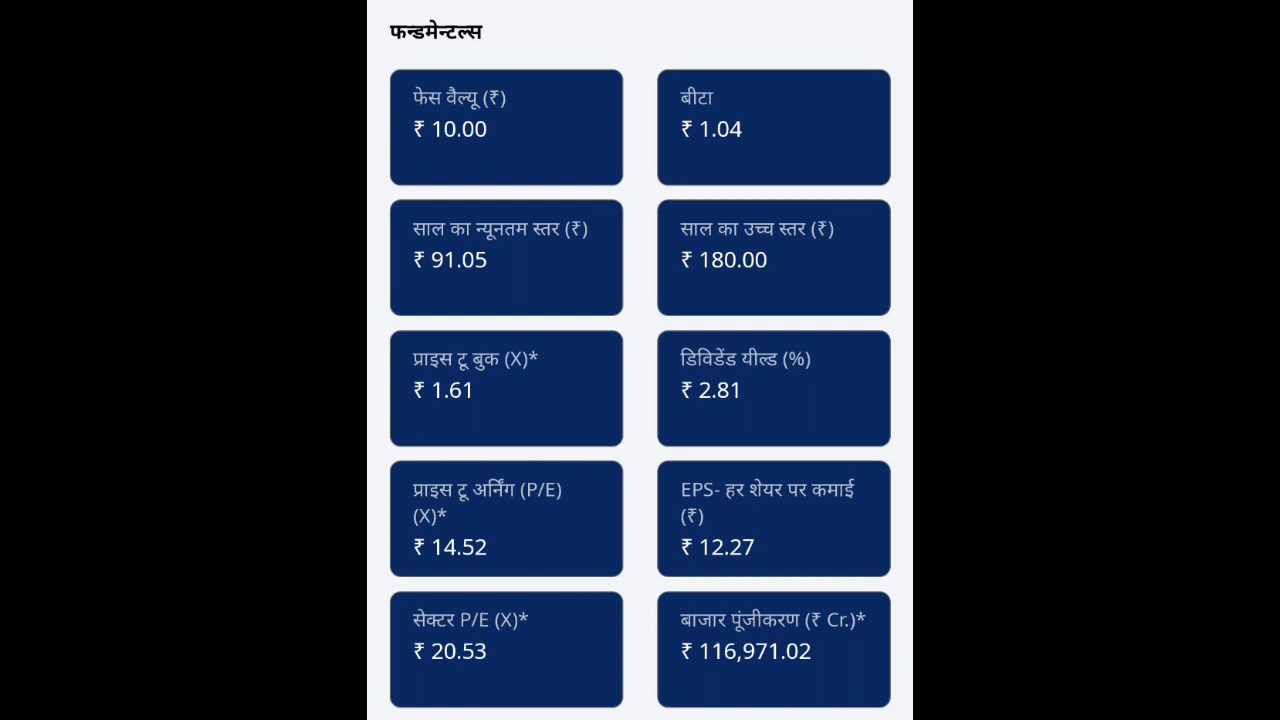 फन्डमेन्टल्स
फेस वैल्यू (₹)
₹ 10.00
बीटा
₹ 1.04
साल का न्यूनतम स्तर (₹)
₹ 91.05
साल का उच्च स्तर (₹)
₹ 180.00
प्राइस टू बुक (X)*
₹ 1.61
डिविडेंड यील्ड (%)
₹ 2.81
प्राइस टू अर्निंग (P/E)
(X)*
₹ 14.52
EPS- हर शेयर पर कमाई
(₹)
₹ 12.27
सेक्टर P/E (X)*
₹ 20.53
बाजार पूंजीकरण (₹ Cr.)*
₹ 116,971.02